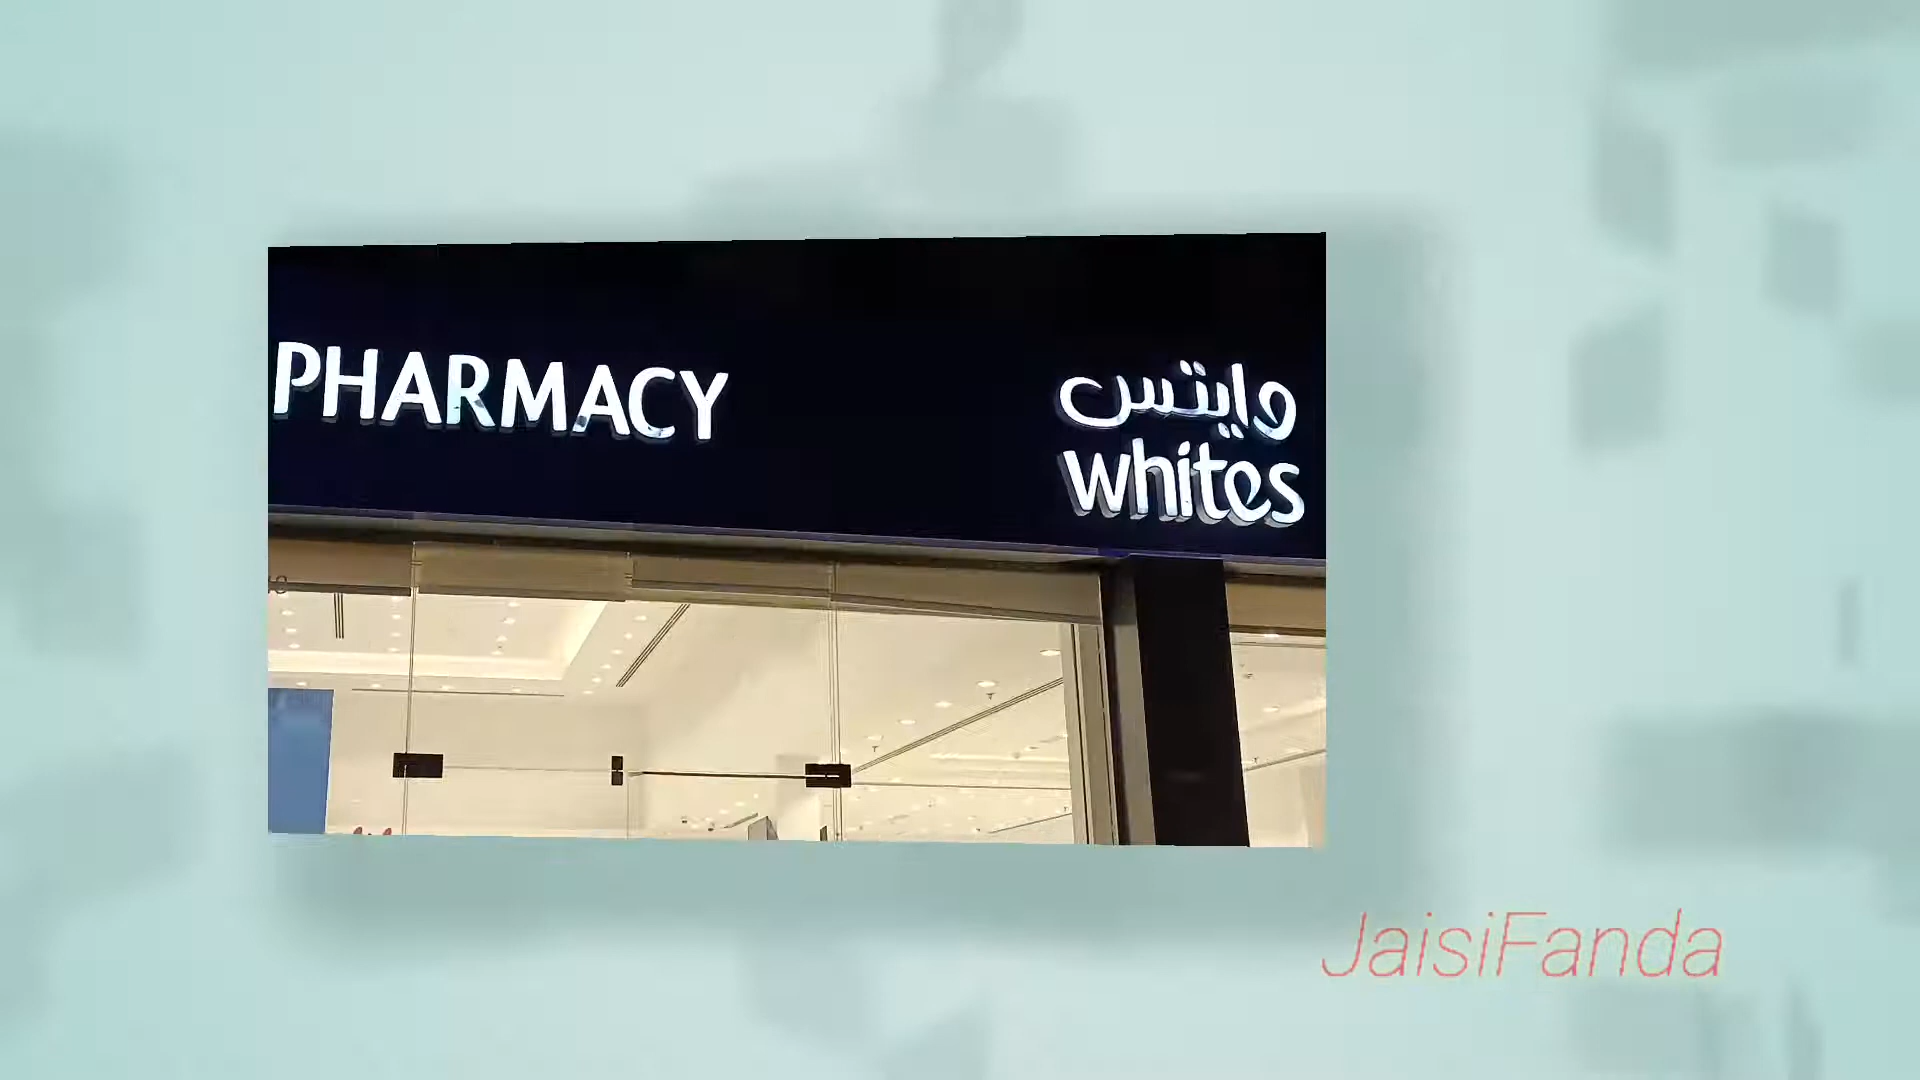 PHARMACY
وايتس
whites
JaisiFanda